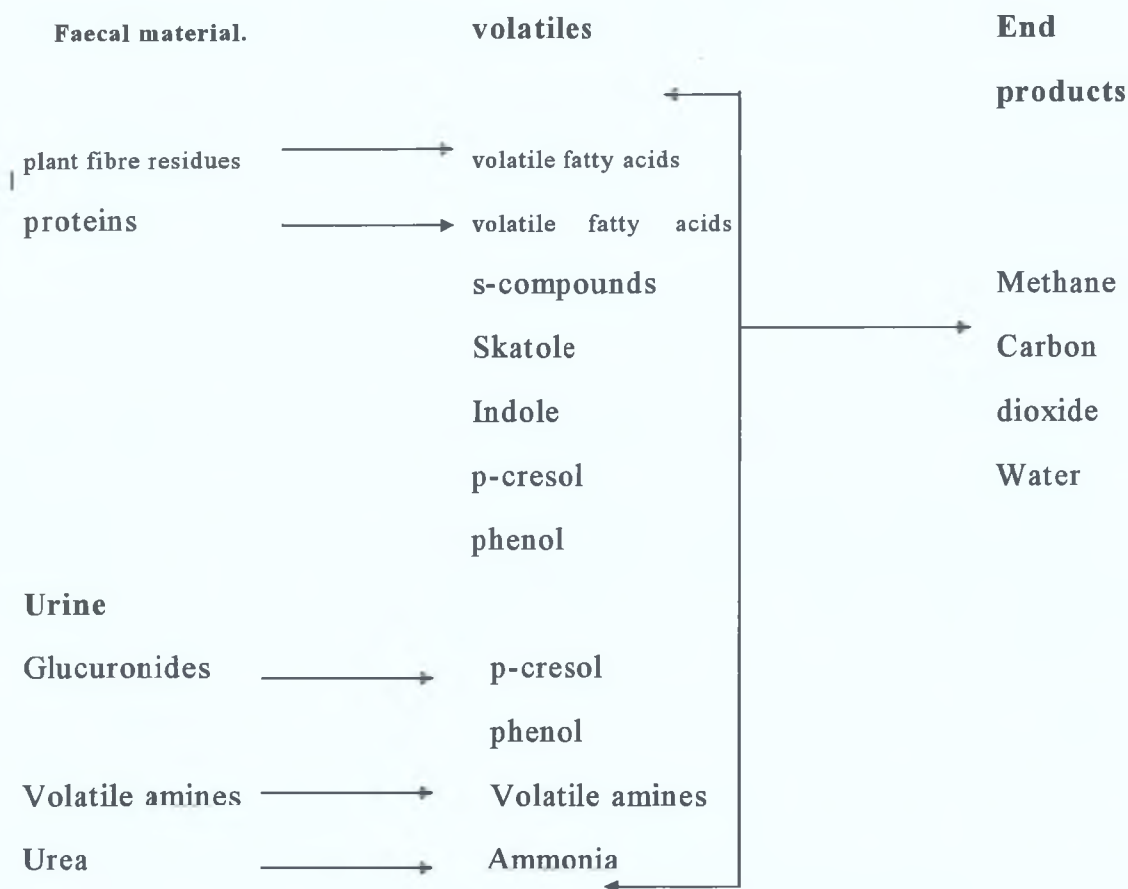 Faecal material. volatiles End
products
plant fibre residues volatile fatty acids
proteins volatile fatty acids
s-compounds Methane
Skatole Carbon
Indole dioxide
p-cresol Water
phenol
Urine
Glucuronides p-cresol
phenol
Volatile amines Volatile amines
Urea Ammonia